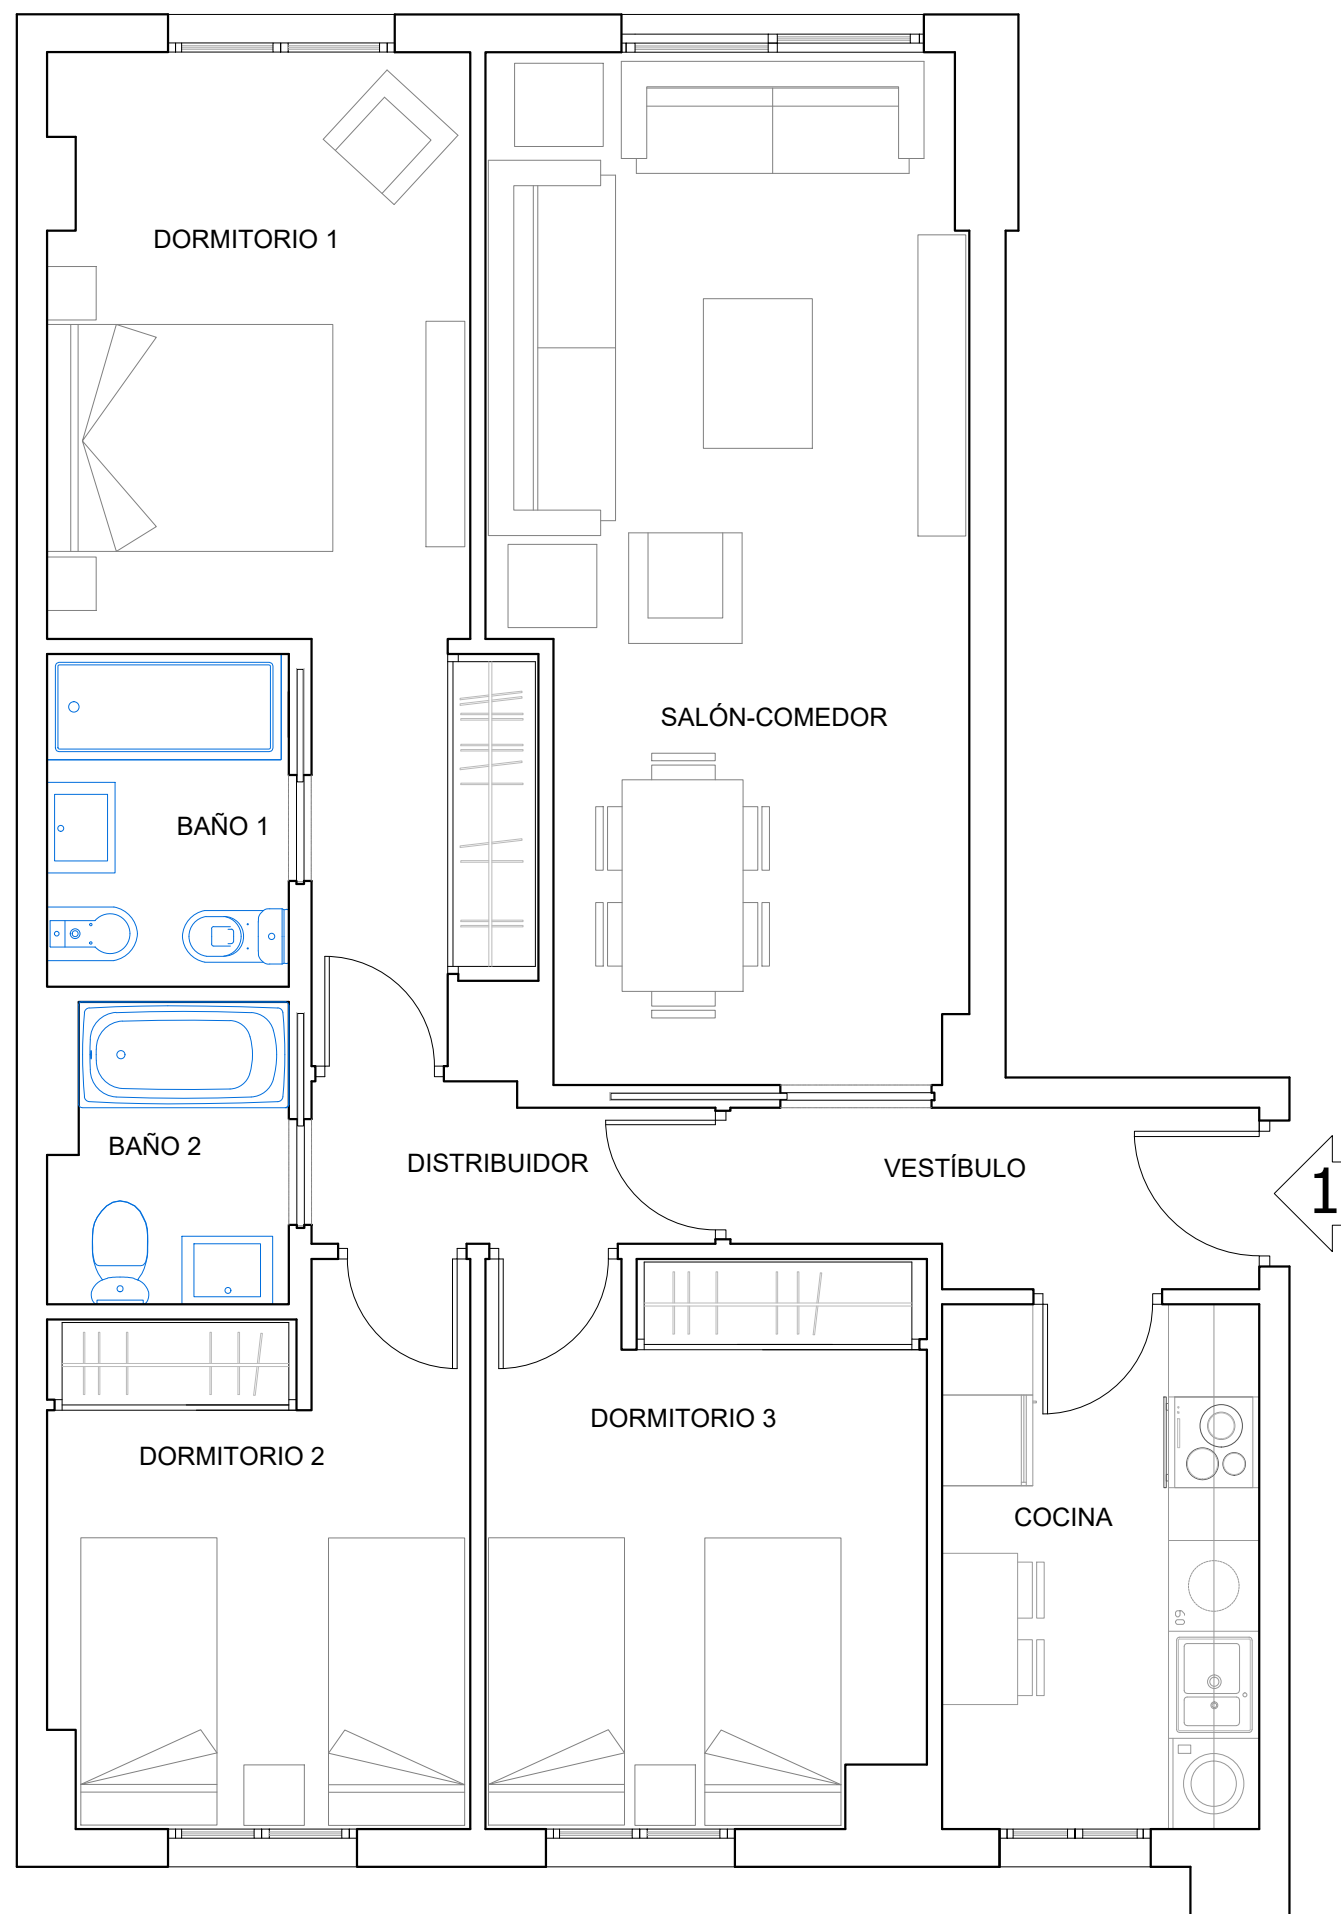 DORMITORIO 1
SALÓN-COMEDOR
BAÑO 1
BAÑO 2
DISTRIBUIDOR
VESTÍBULO
1
DORMITORIO 3
DORMITORIO 2
COCINA
60